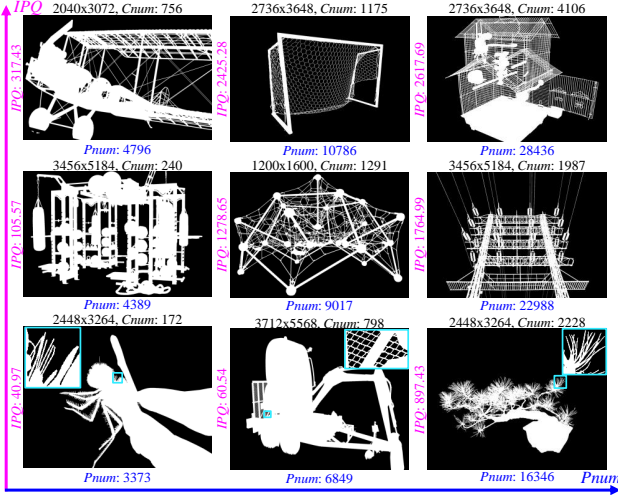 IPQ
2040x3072, Cnum: 756
2736x3648, Cnum: 1175
2736x3648, Cnum: 4106
IPQ: 317.43
IPQ: 2425.28
IPQ: 2617.69
Pnum: 4796
Pnum: 10786
Pnum: 28436
3456x5184, Cnum: 240
1200x1600, Cnum: 1291
3456x5184, Cnum: 1987
IPQ: 105.57
IPQ: 1278.65
IPQ: 1764.99
Pnum: 4389
Pnum: 9017
Pnum: 22988
2448x3264, Cnum: 172
3712x5568, Cnum: 798
2448x3264, Cnum: 2228
IPQ: 40.97
IPQ: 60.54
IPQ: 897.43
Pnum: 3373
Pnum: 6849
Pnum: 16346
Pnum